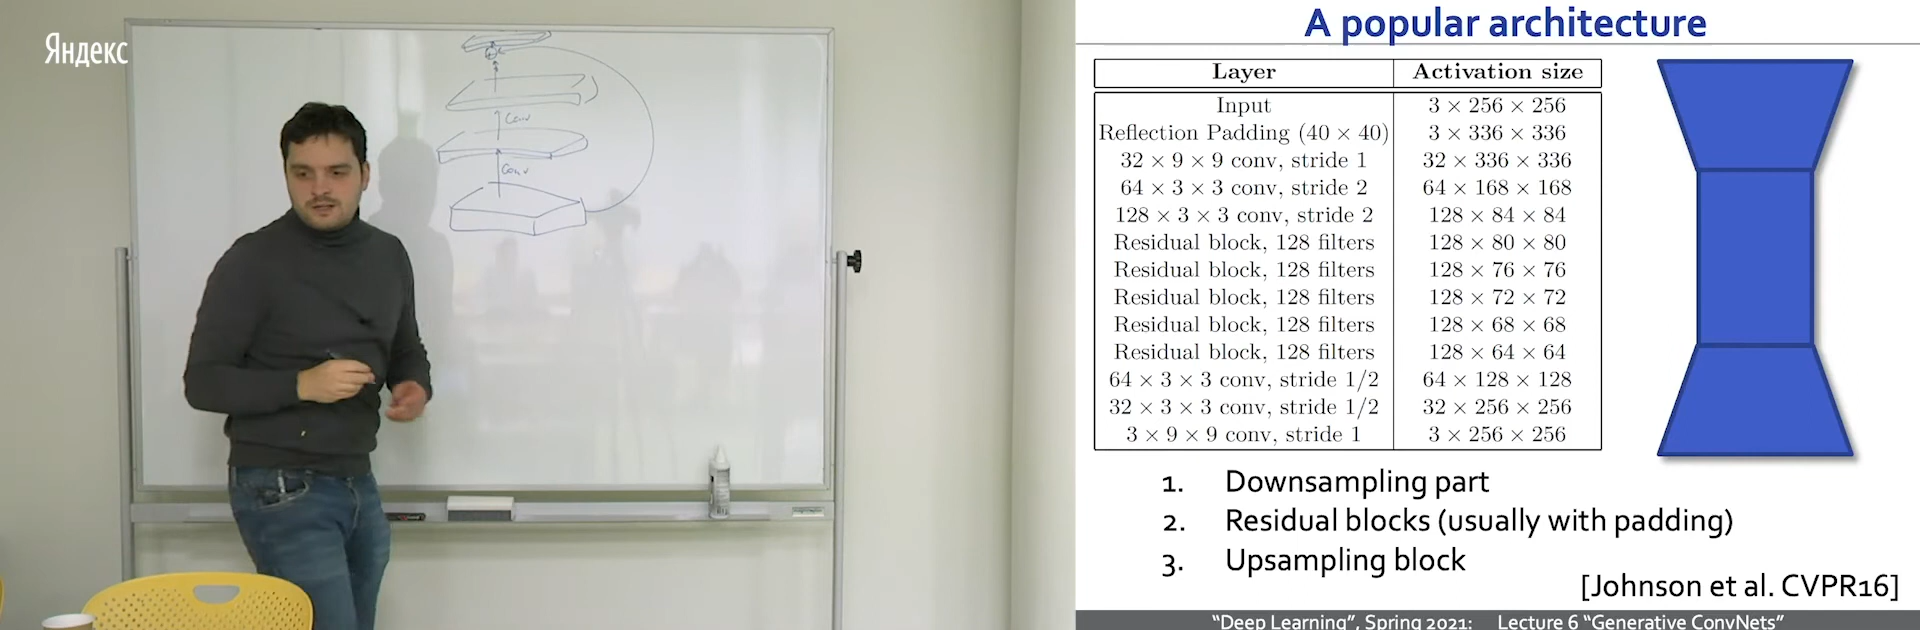 Яндекс
Conv
Conv
A popular architecture
Layer Activation size
Input 3 × 256 × 256
Reflection Padding (40 × 40) 3 × 336 × 336
32 × 9 × 9 conv, stride 1 32 × 336 × 336
64 × 3 × 3 conv, stride 2 64 × 168 × 168
128 × 3 × 3 conv, stride 2 128 × 84 × 84
Residual block, 128 filters 128 × 80 × 80
Residual block, 128 filters 128 × 76 × 76
Residual block, 128 filters 128 × 72 × 72
Residual block, 128 filters 128 × 68 × 68
Residual block, 128 filters 128 × 64 × 64
64 × 3 × 3 conv, stride 1/2 64 × 128 × 128
32 × 3 × 3 conv, stride 1/2 32 × 256 × 256
3 × 9 × 9 conv, stride 1 3 × 256 × 256
1. Downsampling part
2. Residual blocks (usually with padding)
3. Upsampling block
[Johnson et al. CVPR16]
"Deep Learning", Spring 2021: Lecture 6 "Generative ConvNets"